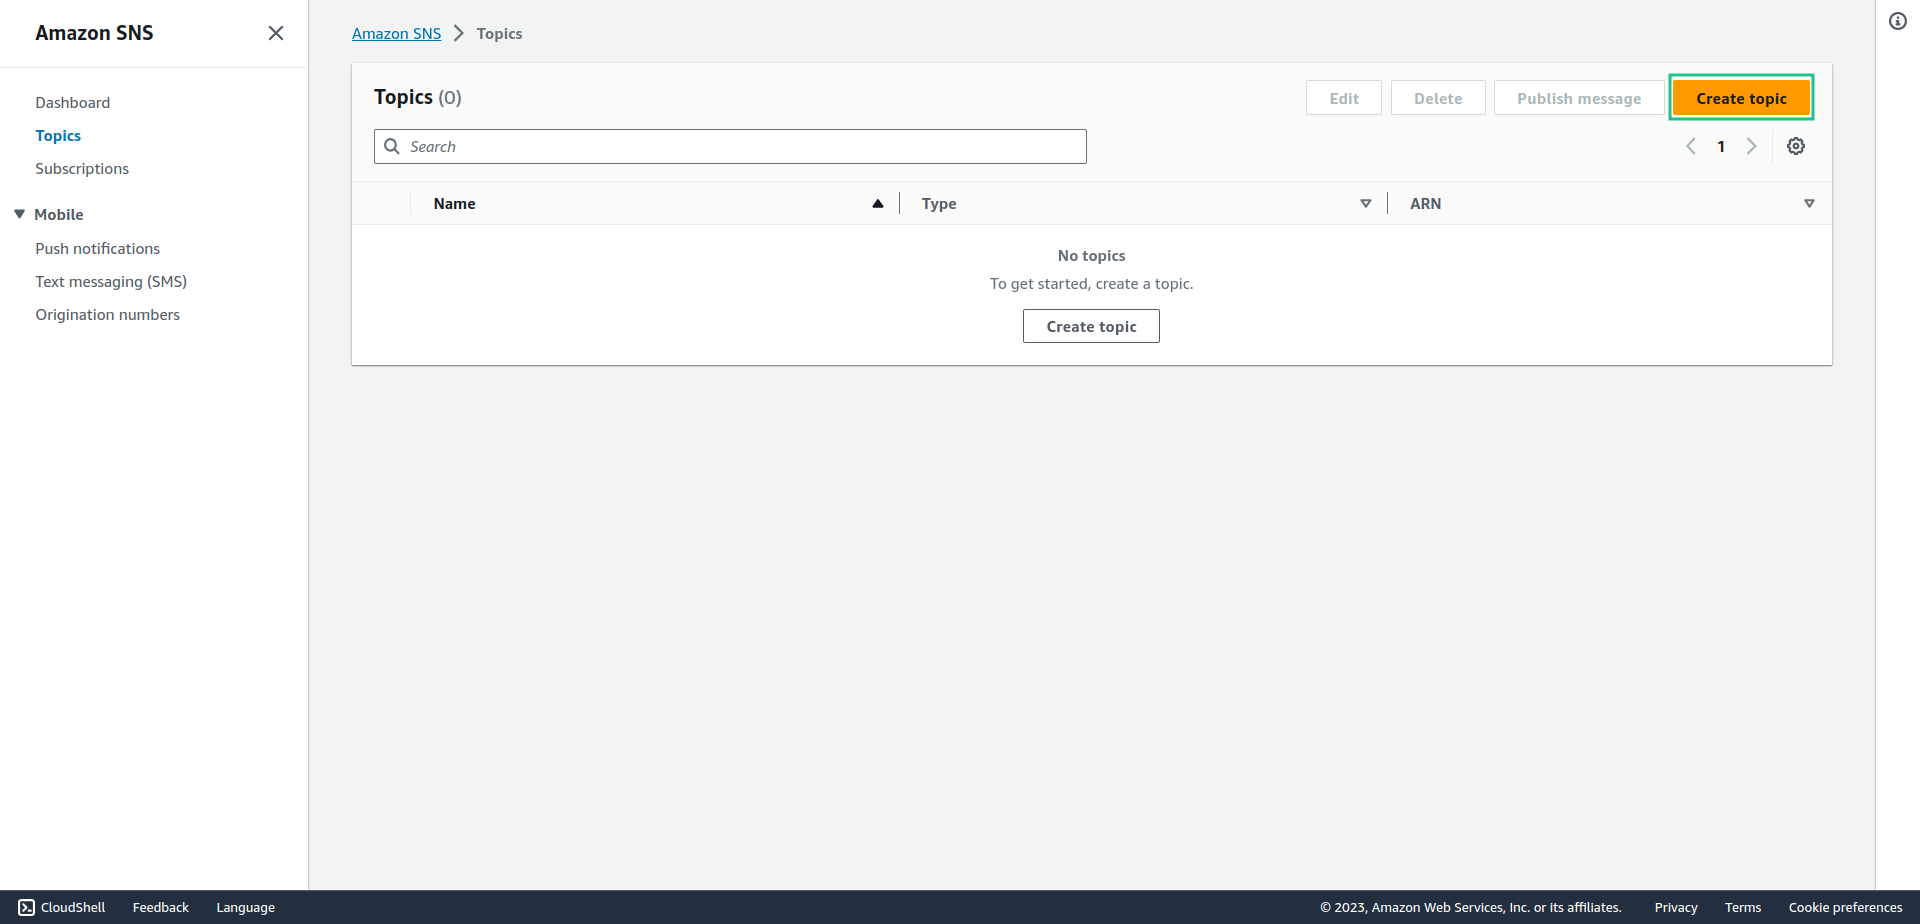 Amazon SNS
Dashboard
Topics
Subscriptions
Mobile
Push notifications
Text messaging (SMS)
Origination numbers
Amazon SNS Topics
Topics (0)
Edit Delete Publish message Create topic
Search
1
Name Type ARN
No topics
To get started, create a topic.
Create topic
CloudShell Feedback Language © 2023, Amazon Web Services, Inc. or its affiliates. Privacy Terms Cookie preferences